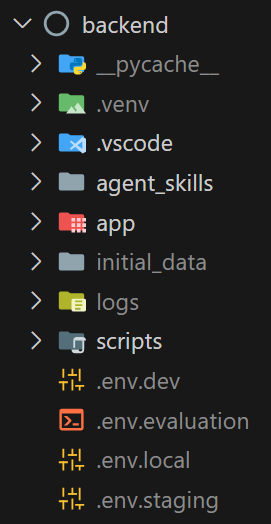 backend
__pycache__
.venv
.vscode
agent_skills
app
initial_data
logs
scripts
.env.dev
.env.evaluation
.env.local
.env.staging